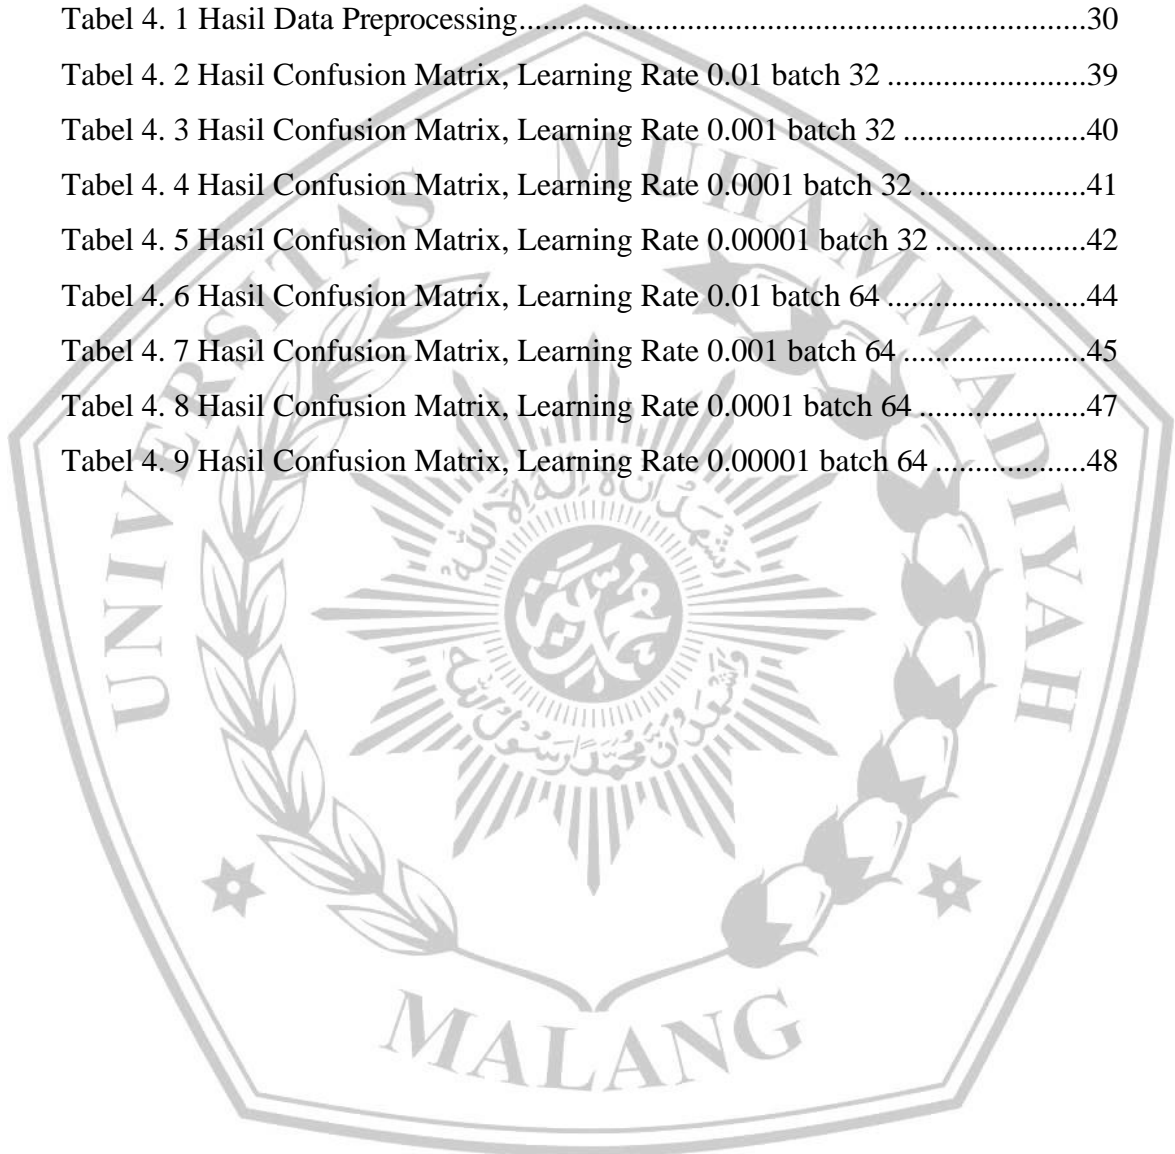 Tabel 4. 1 Hasil Data Preprocessing.....................................................................................30
Tabel 4. 2 Hasil Confusion Matrix, Learning Rate 0.01 batch 32 ...........................39
Tabel 4. 3 Hasil Confusion Matrix, Learning Rate 0.001 batch 32 .........................40
Tabel 4. 4 Hasil Confusion Matrix, Learning Rate 0.0001 batch 32 .......................41
Tabel 4. 5 Hasil Confusion Matrix, Learning Rate 0.00001 batch 32 .....................42
Tabel 4. 6 Hasil Confusion Matrix, Learning Rate 0.01 batch 64 ...........................44
Tabel 4. 7 Hasil Confusion Matrix, Learning Rate 0.001 batch 64 .........................45
Tabel 4. 8 Hasil Confusion Matrix, Learning Rate 0.0001 batch 64 .......................47
Tabel 4. 9 Hasil Confusion Matrix, Learning Rate 0.00001 batch 64 .....................48
UNIVERSITAS MUHAMMADIYAH
MALANG